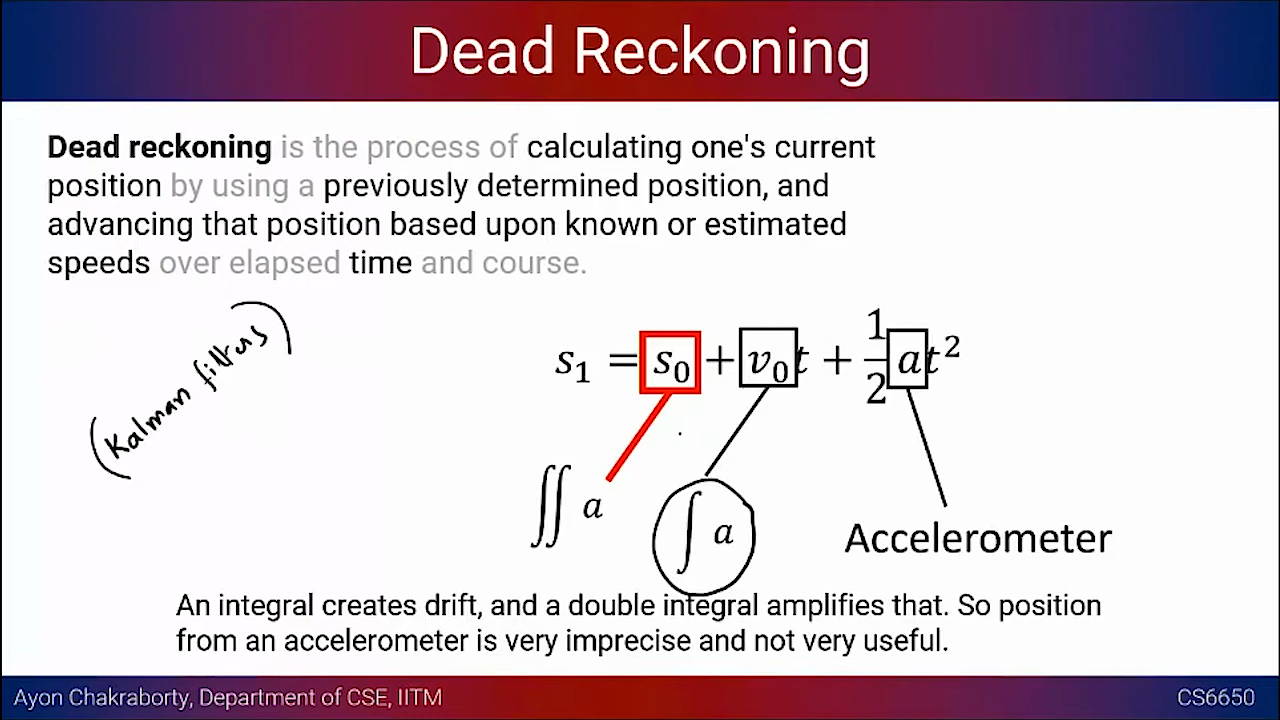 Dead Reckoning
Dead reckoning is the process of calculating one's current
position by using a previously determined position, and
advancing that position based upon known or estimated
speeds over elapsed time and course.
(Kalman filters)
s₁ = s₀ + v₀t + 1/2 at²
∬ a
∫ a
Accelerometer
An integral creates drift, and a double integral amplifies that. So position
from an accelerometer is very imprecise and not very useful.
Ayon Chakraborty, Department of CSE, IITM
CS6650